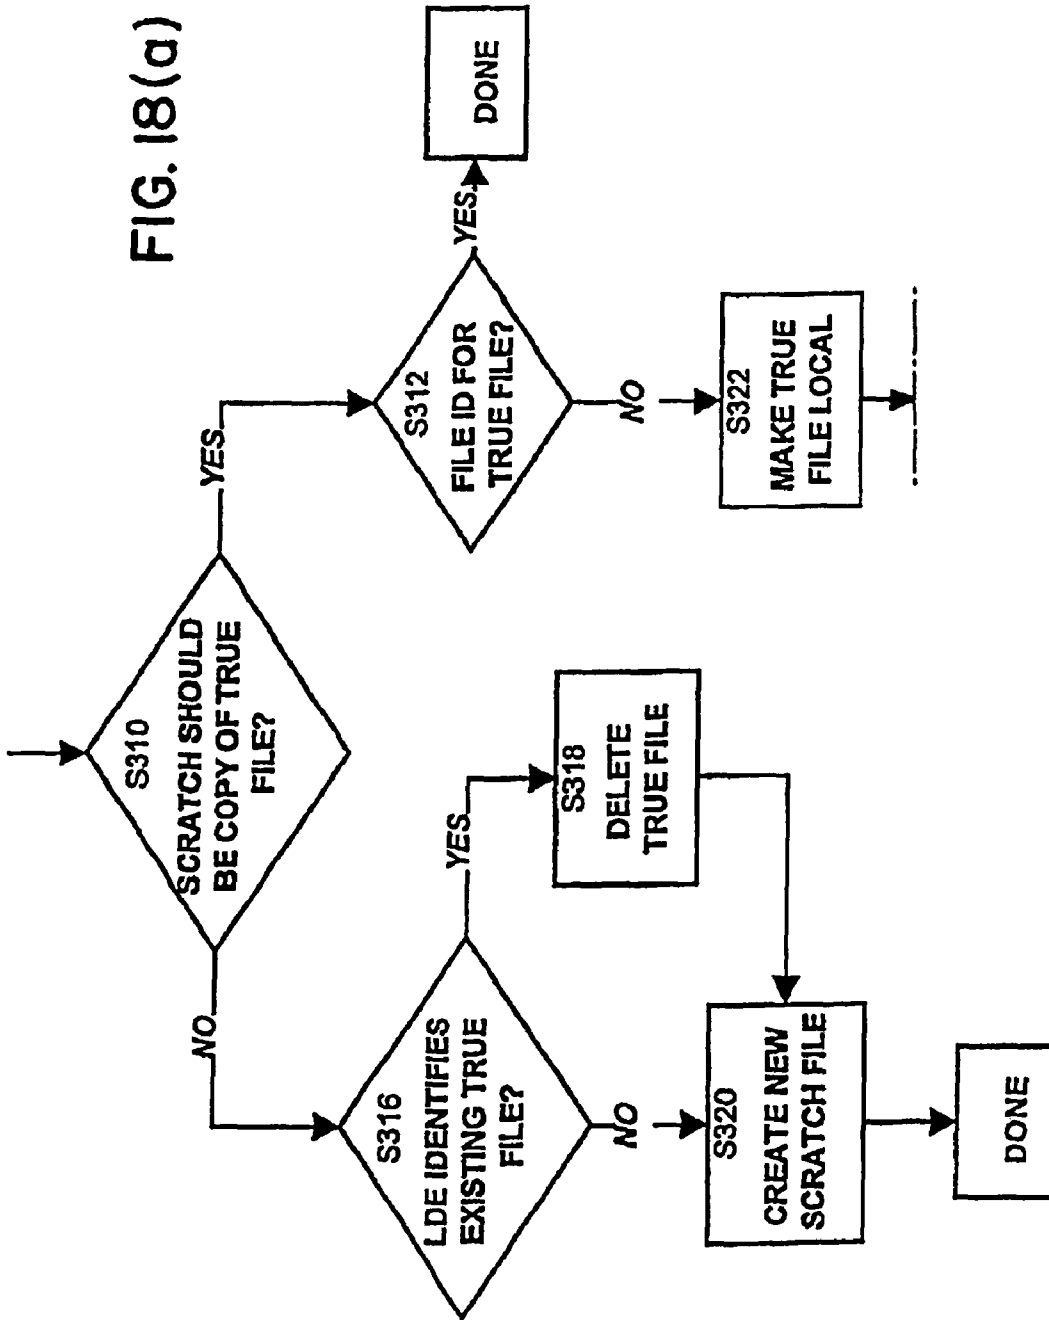 FIG. 18(a)
S310
SCRATCH SHOULD
BE COPY OF TRUE
FILE?
NO
YES
S316
LDE IDENTIFIES
EXISTING TRUE
FILE?
YES
NO
S318
DELETE
TRUE FILE
S320
CREATE NEW
SCRATCH FILE
DONE
S312
FILE ID FOR
TRUE FILE?
YES
DONE
NO
S322
MAKE TRUE
FILE LOCAL